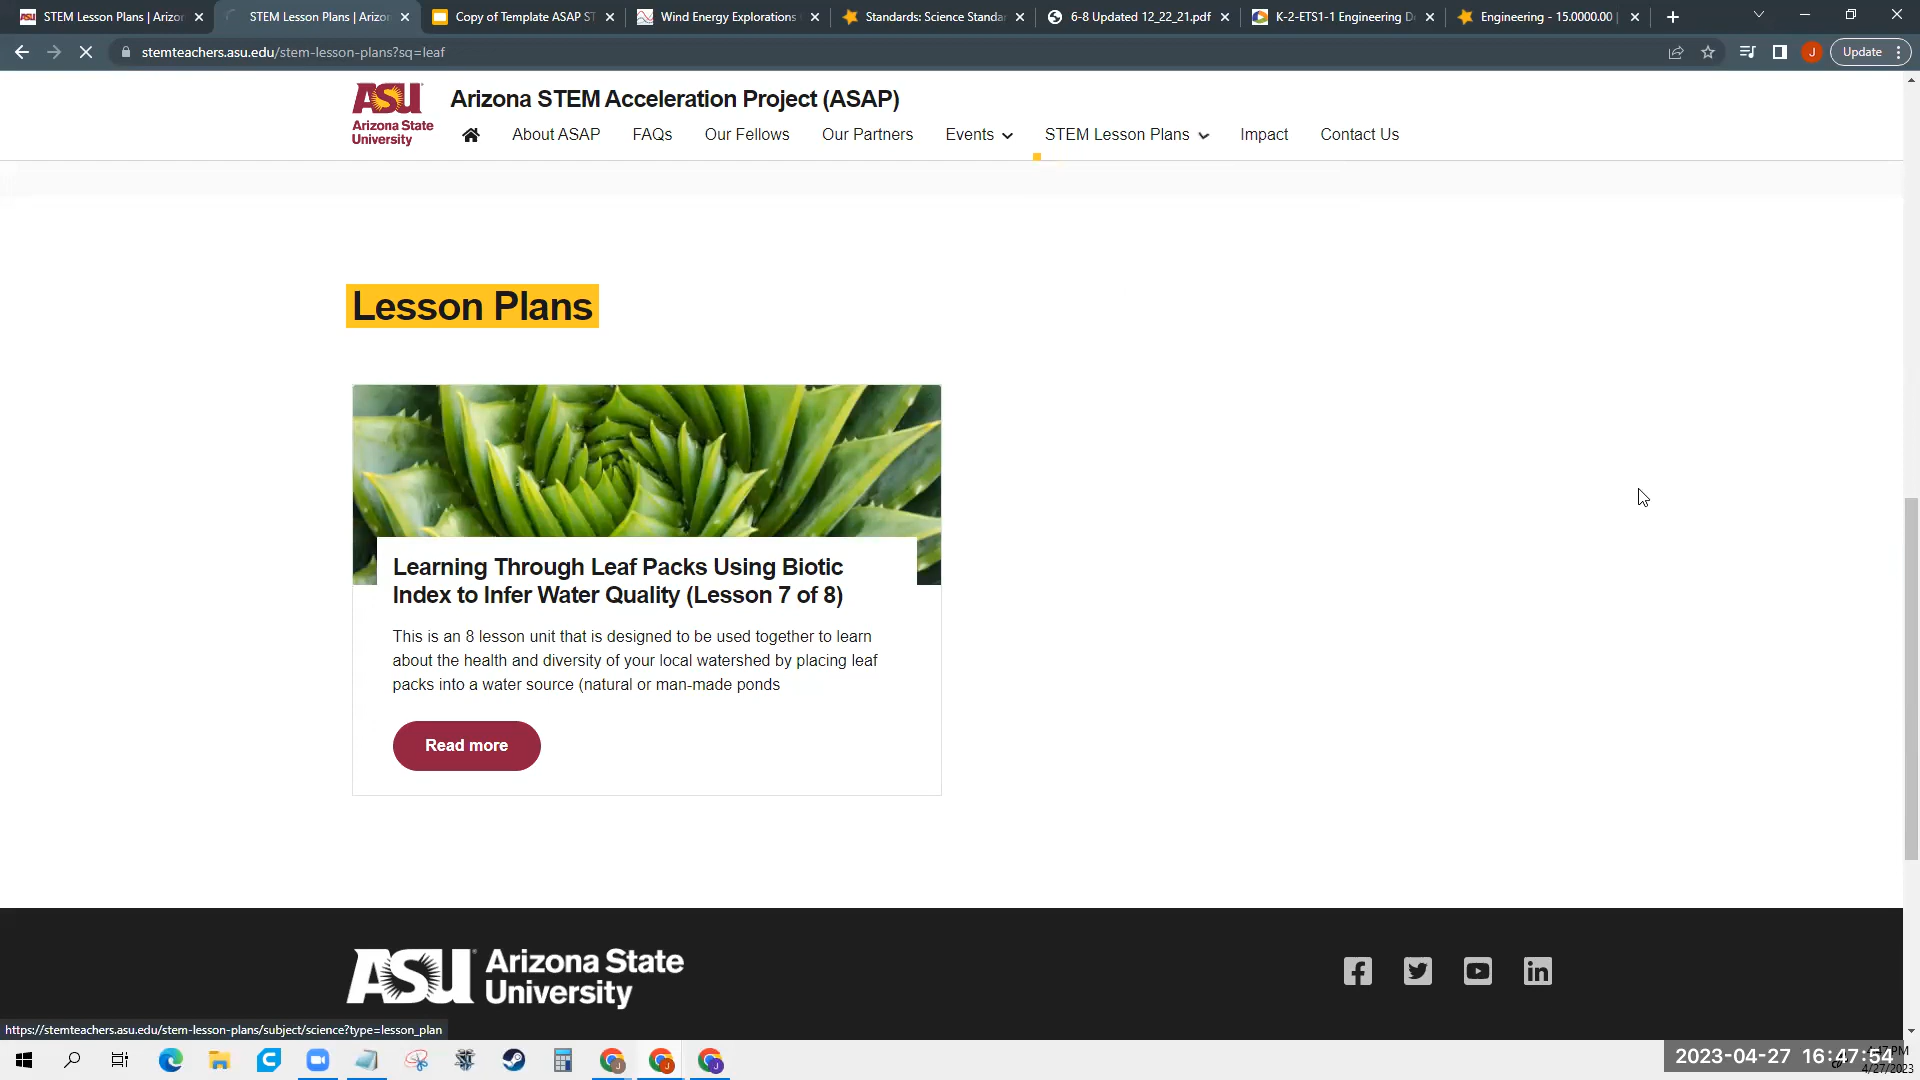 STEM Lesson Plans | Arizo
STEM Lesson Plans | Arizo
Copy of Template ASAP ST
Wind Energy Explorations
Standards: Science Standa
6-8 Updated 12_22_21.pdf
K-2-ETS1-1 Engineering De
Engineering - 15.0000.00 |
stemteachers.asu.edu/stem-lesson-plans?sq=leaf
J
Update
ASU
Arizona State
University
Arizona STEM Acceleration Project (ASAP)
About ASAP
FAQs
Our Fellows
Our Partners
Events
STEM Lesson Plans
Impact
Contact Us
Lesson Plans
Learning Through Leaf Packs Using Biotic
Index to Infer Water Quality (Lesson 7 of 8)
This is an 8 lesson unit that is designed to be used together to learn
about the health and diversity of your local watershed by placing leaf
packs into a water source (natural or man-made ponds
Read more
ASU Arizona State
University
https://stemteachers.asu.edu/stem-lesson-plans/subject/science?type=lesson_plan
2023-04-27 16:47:54
4/27/2023